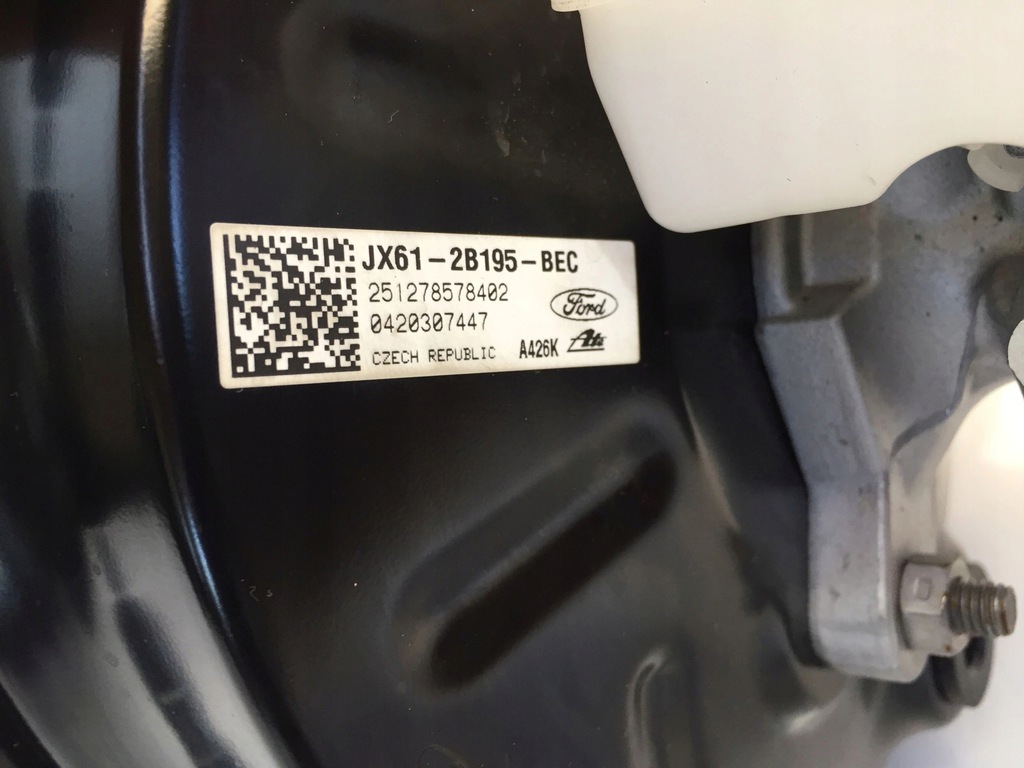 JX61-2B195-BEC
251278578402
Ford
0420307447
CZECH REPUBLIC A426K Ate